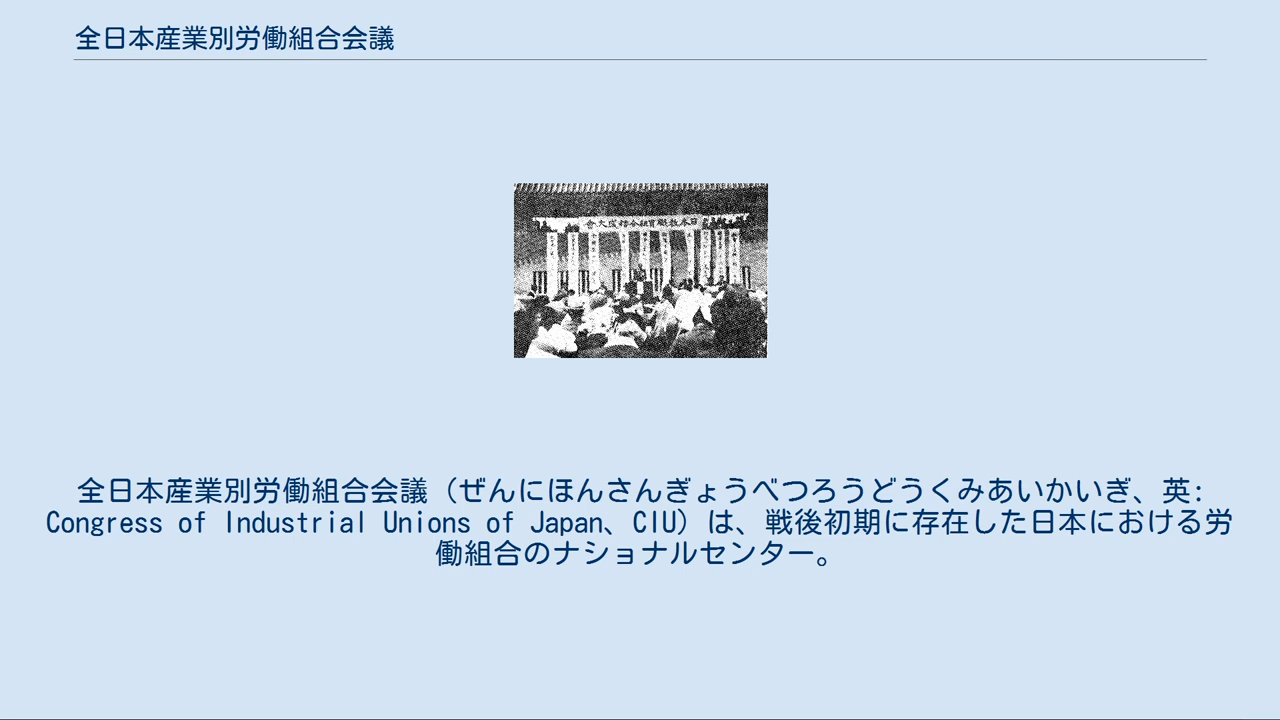 全日本産業別労働組合会議
全日本産業別労働組合会議（ぜんにほんさんぎょうべつろうどうくみあいかいぎ、英:
Congress of Industrial Unions of Japan、CIU）は、戦後初期に存在した日本における労
働組合のナショナルセンター。